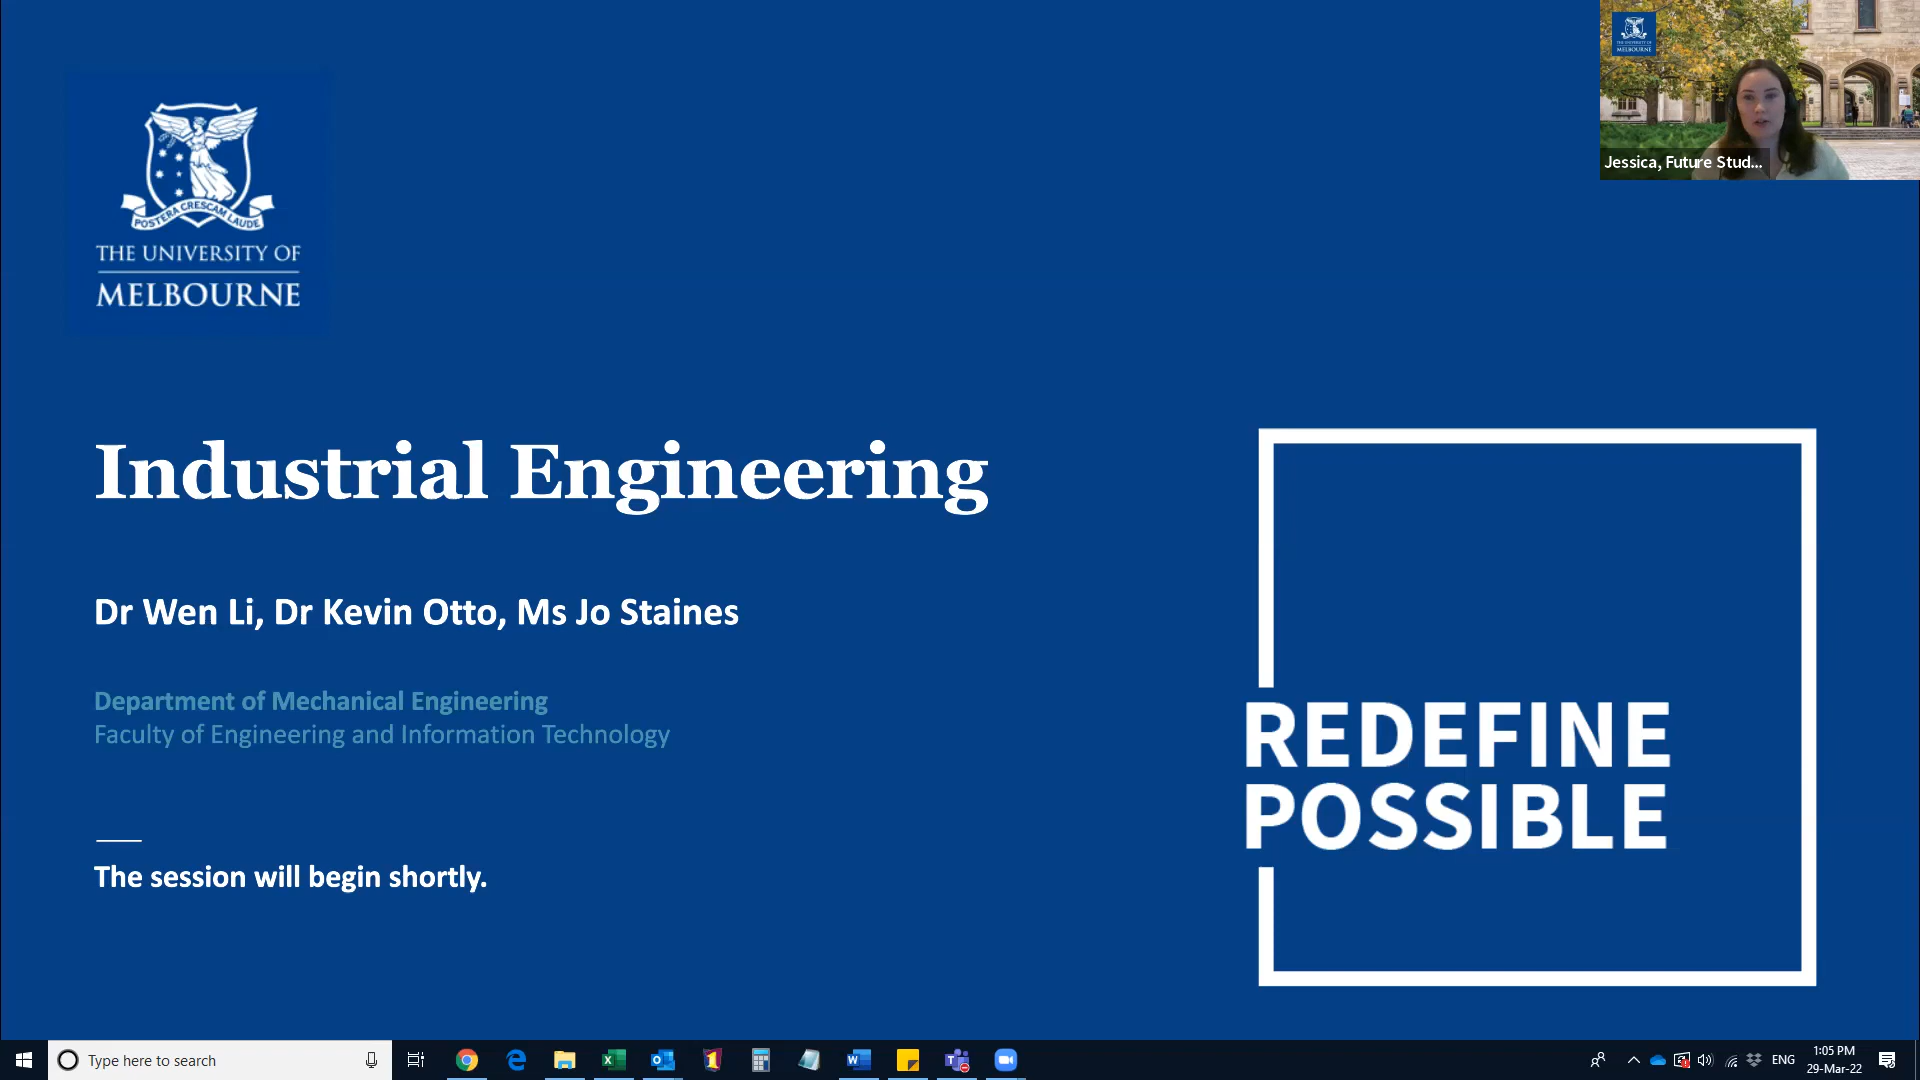 MELBOURNE
Jessica, Future Stud...
POSTERA CRESCAM LAUDE
THE UNIVERSITY OF
MELBOURNE
Industrial Engineering
Dr Wen Li, Dr Kevin Otto, Ms Jo Staines
Department of Mechanical Engineering
Faculty of Engineering and Information Technology
REDEFINE
POSSIBLE
The session will begin shortly.
Type here to search
ENG
1:05 PM
29-Mar-22